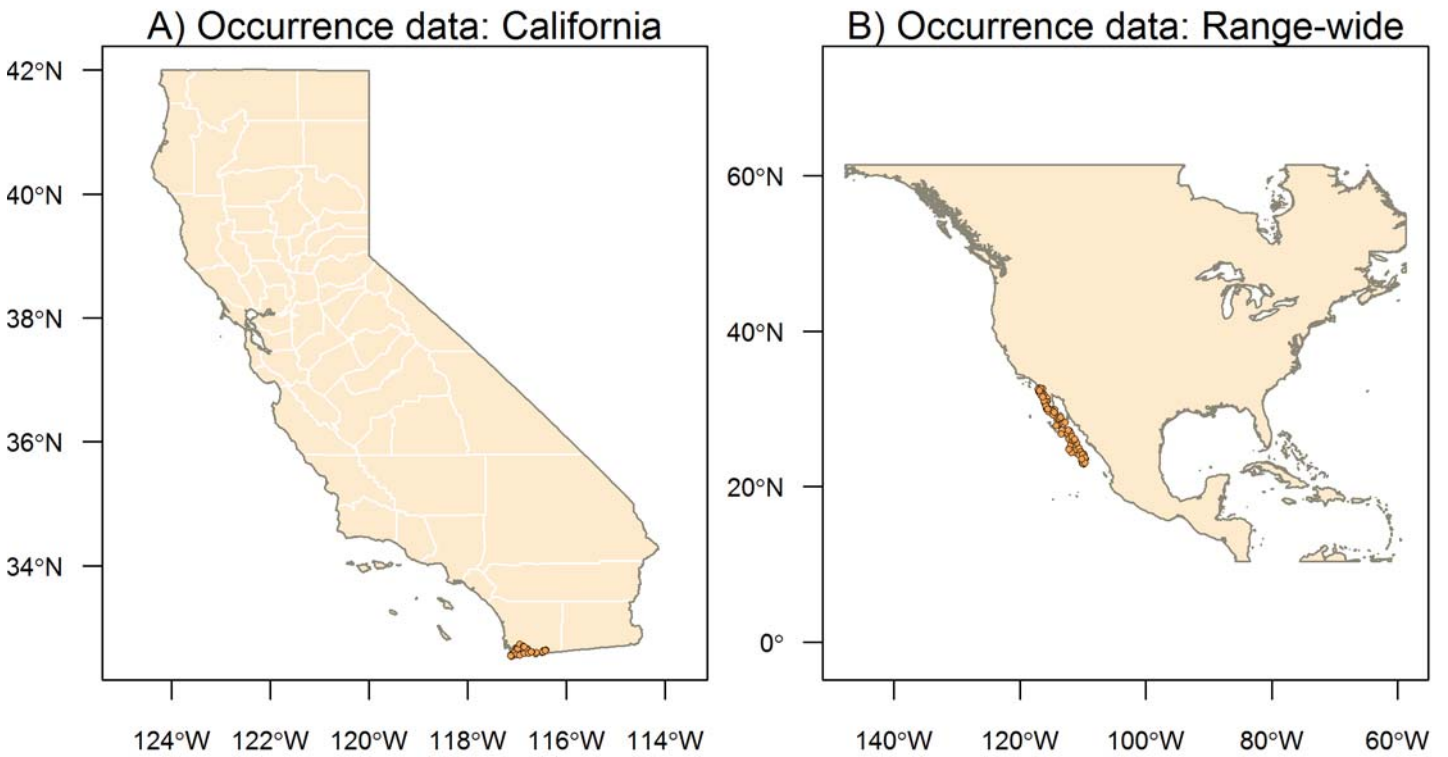 A) Occurrence data: California
42°N
40°N
38°N
36°N
34°N
124°W 122°W 120°W 118°W 116°W 114°W
B) Occurrence data: Range-wide
60°N
40°N
20°N
0°
140°W 120°W 100°W 80°W 60°W